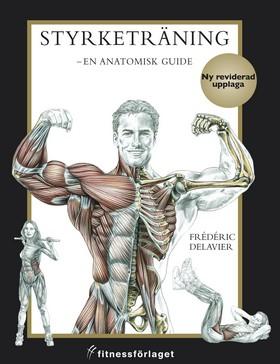 STYRKETRÄNING
– EN ANATOMISK GUIDE
Ny reviderad
upplaga
FRÉDÉRIC
DELAVIER
fitnessförlaget